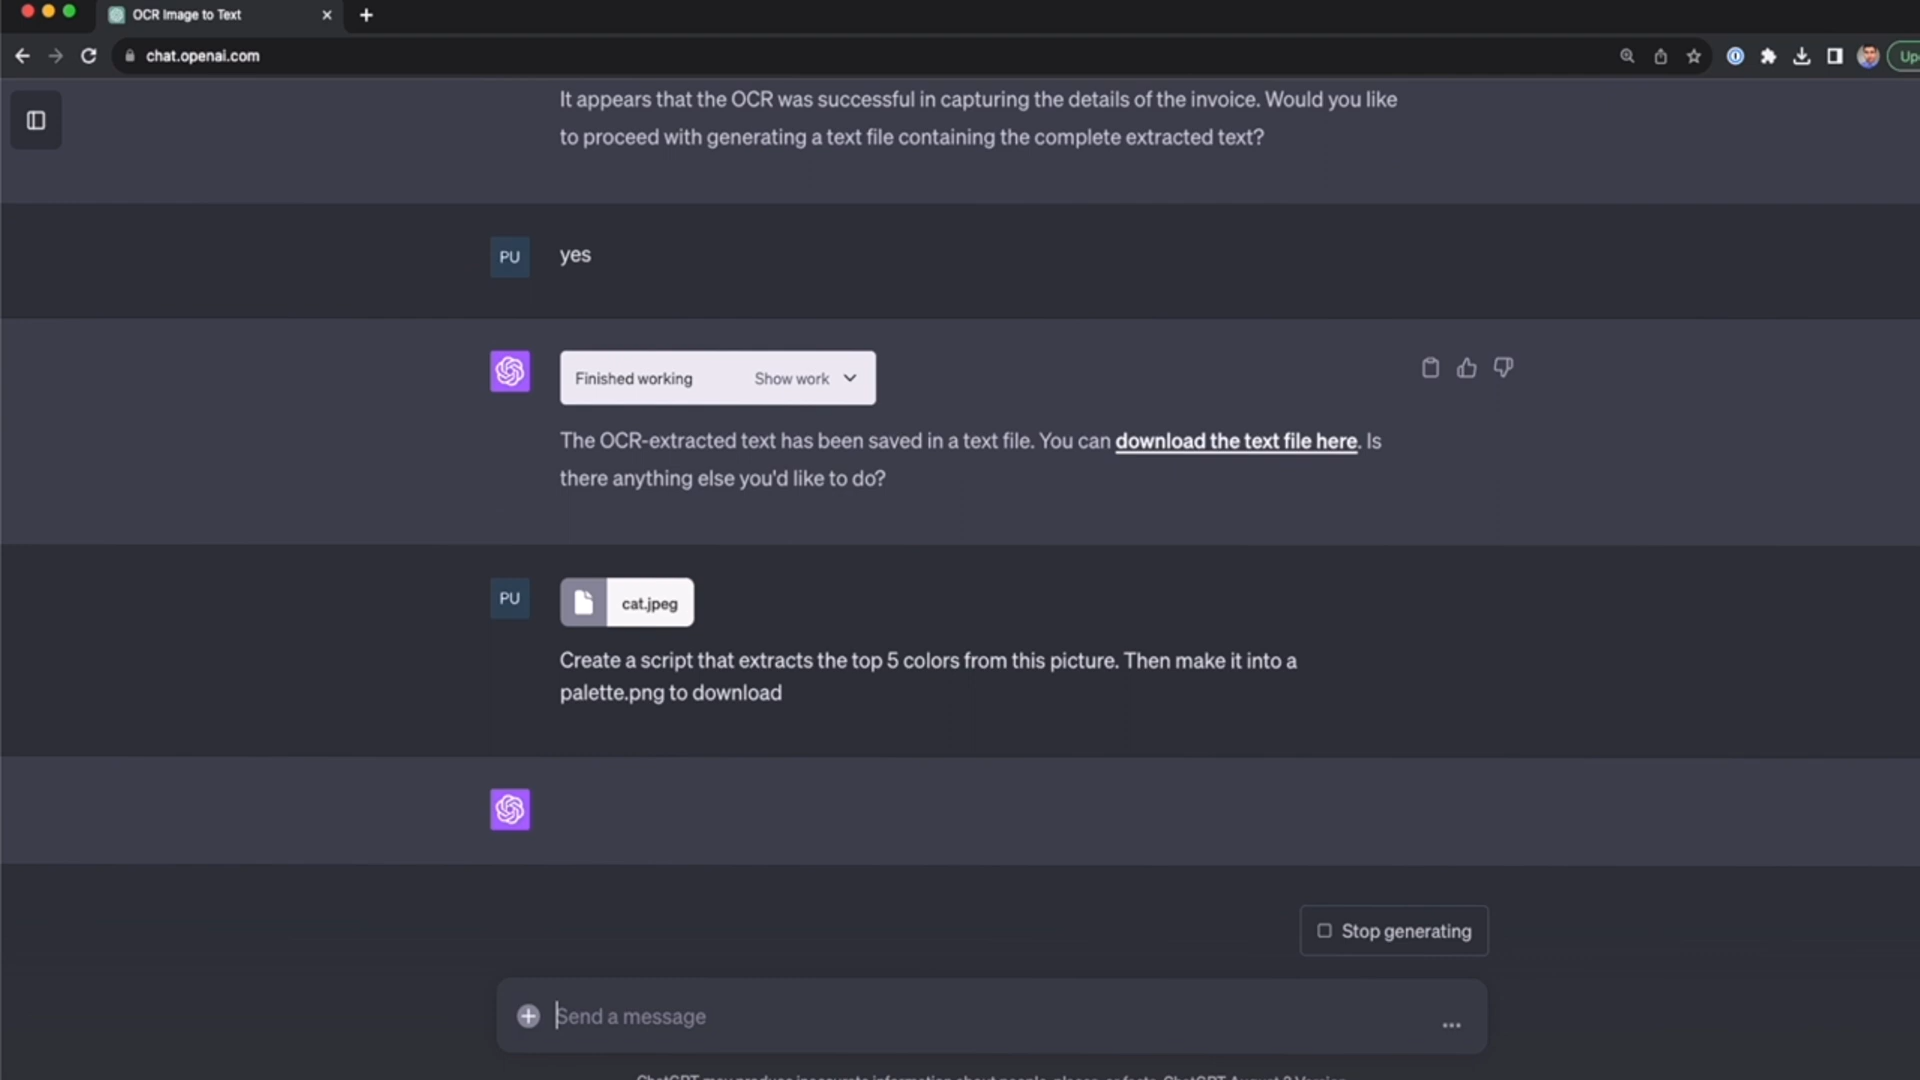 OCR Image to Text
chat.openai.com
Up
It appears that the OCR was successful in capturing the details of the invoice. Would you like
to proceed with generating a text file containing the complete extracted text?
PU
yes
Finished working
Show work
The OCR-extracted text has been saved in a text file. You can download the text file here. Is
there anything else you'd like to do?
PU
cat.jpeg
Create a script that extracts the top 5 colors from this picture. Then make it into a
palette.png to download
Stop generating
Send a message